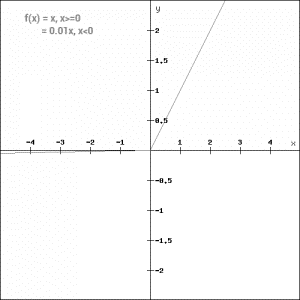 y
f(x) = x, x>=0
= 0.01x, x<0
2
1.5
1
0.5
-4 -3 -2 -1 1 2 3 4 x
-0.5
-1
-1.5
-2